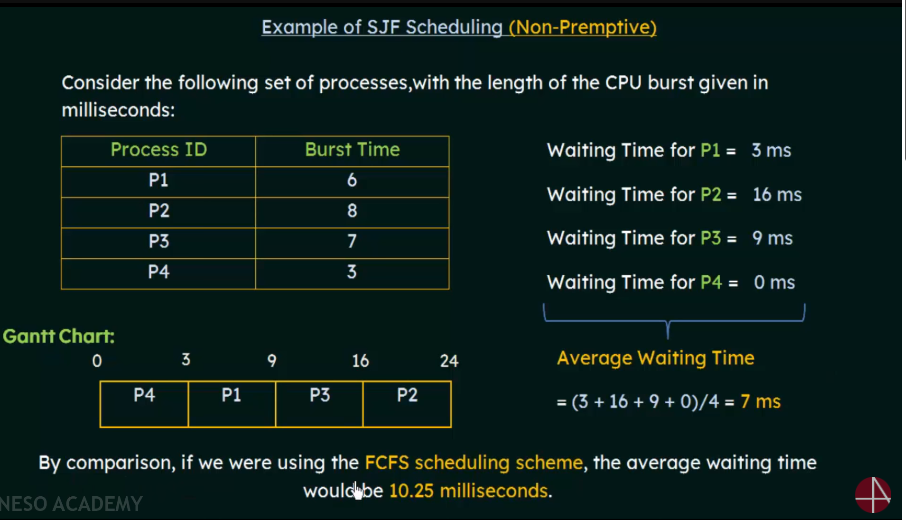 Example of SJF Scheduling (Non-Premptive)
Consider the following set of processes,with the length of the CPU burst given in
milliseconds:
Process ID Burst Time
P1 6
P2 8
P3 7
P4 3
Waiting Time for P1 = 3 ms
Waiting Time for P2 = 16 ms
Waiting Time for P3 = 9 ms
Waiting Time for P4 = 0 ms
Average Waiting Time
= (3 + 16 + 9 + 0)/4 = 7 ms
Gantt Chart:
0 3 9 16 24
P4 P1 P3 P2
By comparison, if we were using the FCFS scheduling scheme, the average waiting time
would be 10.25 milliseconds.
NESO ACADEMY